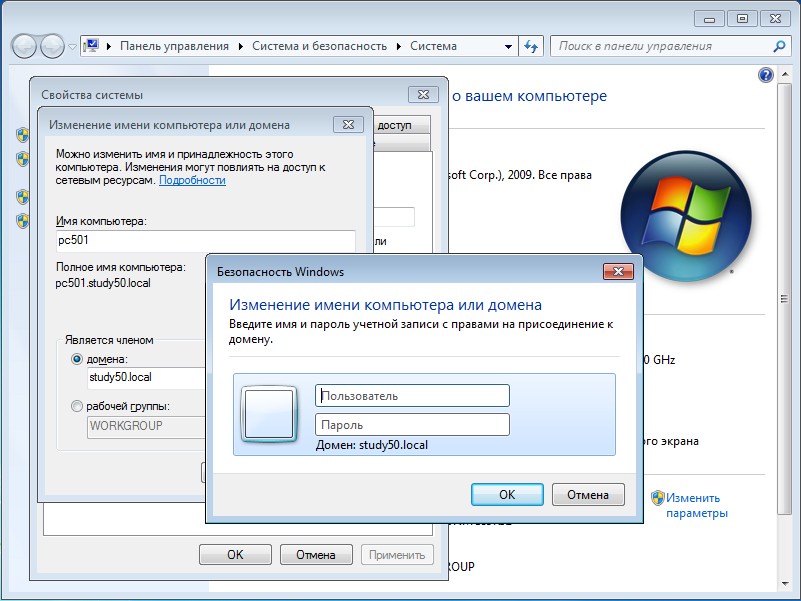 Панель управления
Система и безопасность
Система
Поиск в панели управления
о вашем компьютере
Свойства системы
доступ
Изменение имени компьютера или домена
Можно изменить имя и принадлежность этого
компьютера. Изменения могут повлиять на доступ к
сетевым ресурсам. Подробности
Corp.), 2009. Все права
Имя компьютера:
pc501
Полное имя компьютера:
pc501.study50.local
Является членом
домена:
study50.local
рабочей группы:
WORKGROUP
Безопасность Windows
Изменение имени компьютера или домена
Введите имя и пароль учетной записи с правами на присоединение к
домену.
Пользователь
Пароль
Домен: study50.local
OK
Отмена
0 GHz
экрана
Изменить
параметры
OK
Отмена
Применить